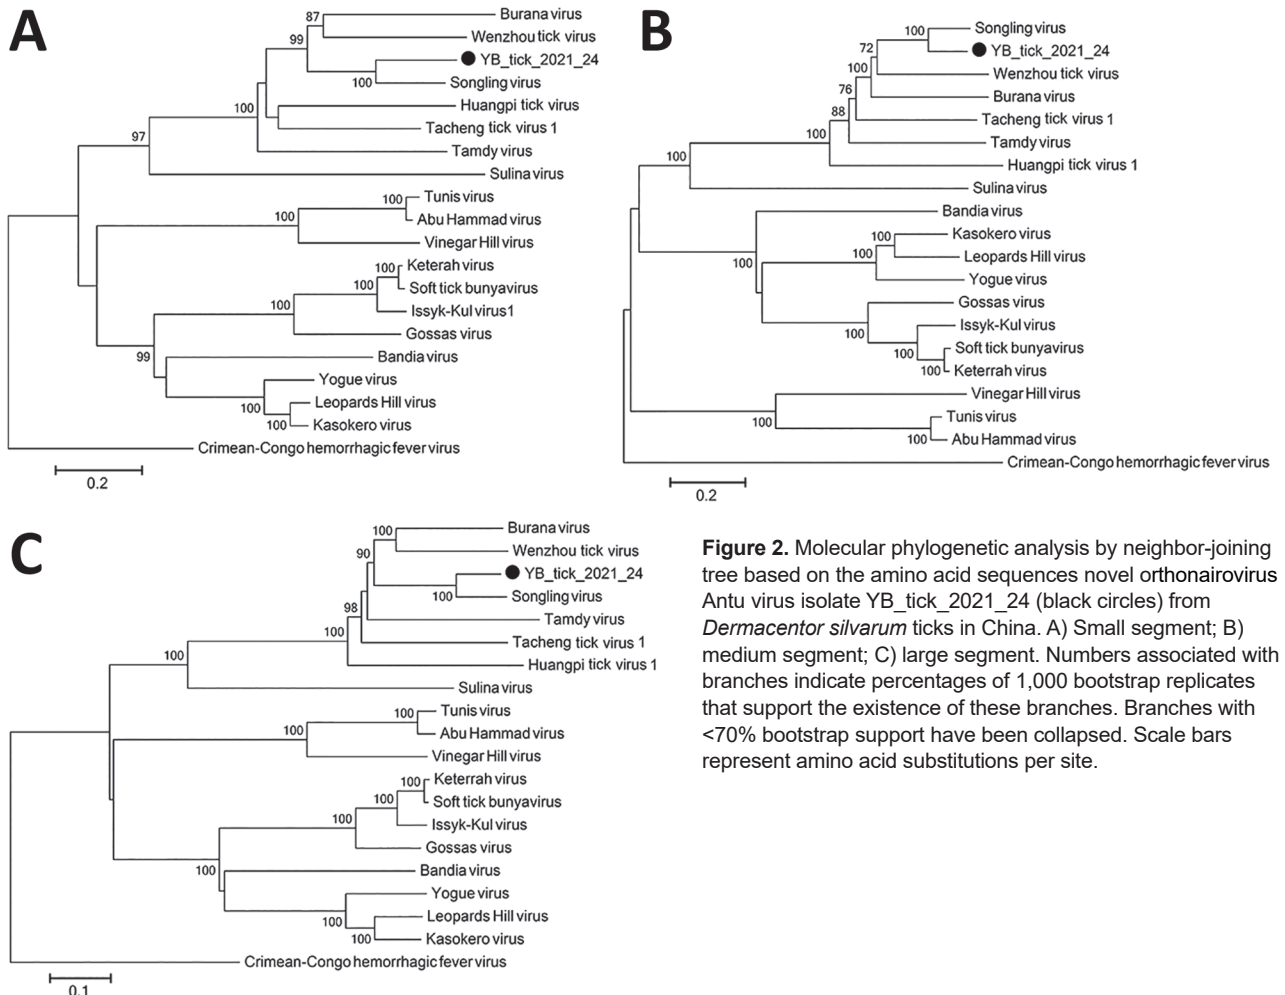 A
87
Burana virus
99
Wenzhou tick virus
YB_tick_2021_24
100
Songling virus
100
Huangpi tick virus
Tacheng tick virus 1
97
Tamdy virus
Sulina virus
100
Tunis virus
100
Abu Hammad virus
Vinegar Hill virus
100
Keterah virus
100
Soft tick bunyavirus
100
Issyk-Kul virus1
Gossas virus
99
Bandia virus
Yogue virus
100
Leopards Hill virus
100
Kasokero virus
Crimean-Congo hemorrhagic fever virus
0.2
B
100
Songling virus
72
YB_tick_2021_24
100
Wenzhou tick virus
76
Burana virus
88
Tacheng tick virus 1
100
Tamdy virus
100
Huangpi tick virus 1
Sulina virus
Bandia virus
100
Kasokero virus
100
Leopards Hill virus
100
Yogue virus
Gossas virus
100
Issyk-Kul virus
100
Soft tick bunyavirus
100
Keterrah virus
Vinegar Hill virus
100
Tunis virus
100
Abu Hammad virus
Crimean-Congo hemorrhagic fever virus
0.2
C
100
Burana virus
90
Wenzhou tick virus
YB_tick_2021_24
100
Songling virus
98
Tamdy virus
100
Tacheng tick virus 1
100
Huangpi tick virus 1
Sulina virus
100
Tunis virus
100
Abu Hammad virus
Vinegar Hill virus
100
Keterrah virus
100
Soft tick bunyavirus
100
Issyk-Kul virus
Gossas virus
100
Bandia virus
Yogue virus
100
Leopards Hill virus
100
Kasokero virus
Crimean-Congo hemorrhagic fever virus
0.1
Figure 2. Molecular phylogenetic analysis by neighbor-joining
tree based on the amino acid sequences novel orthonairovirus
Antu virus isolate YB_tick_2021_24 (black circles) from
Dermacentor silvarum ticks in China. A) Small segment; B)
medium segment; C) large segment. Numbers associated with
branches indicate percentages of 1,000 bootstrap replicates
that support the existence of these branches. Branches with
<70% bootstrap support have been collapsed. Scale bars
represent amino acid substitutions per site.